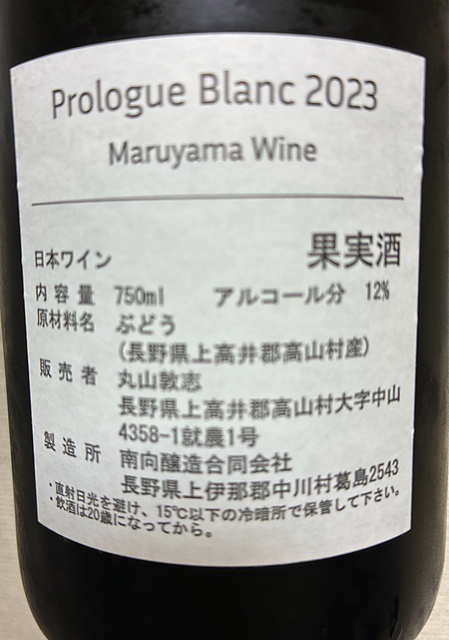 Prologue Blanc 2023
Maruyama Wine
日本ワイン 果実酒
内容量 750ml アルコール分 12%
原材料名 ぶどう
(長野県上高井郡高山村産)
販売者 丸山敦志
長野県上高井郡高山村大字中山
4358-1就農1号
製造所 南向醸造合同会社
長野県上伊那郡中川村葛島2543
・直射日光を避け、15℃以下の冷暗所で保管して下さい。
・飲酒は20歳になってから。